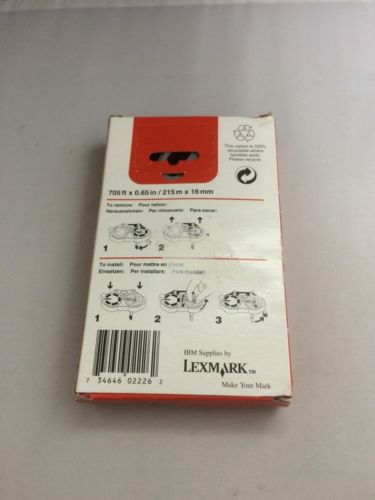 This carton is 100%
recyclable where
facilities exist.
Please recycle.
705 ft x 0.65 in / 215 m x 16 mm
To remove: Pour retirer:
Herausnehmen: Per rimuovere: Para sacar:
1 2
To install: Pour mettre en place:
Einsetzen: Per installare: Para instalar:
1 2 3
IBM Supplies by
LEXMARK™
Make Your Mark
7 34646 02226 2